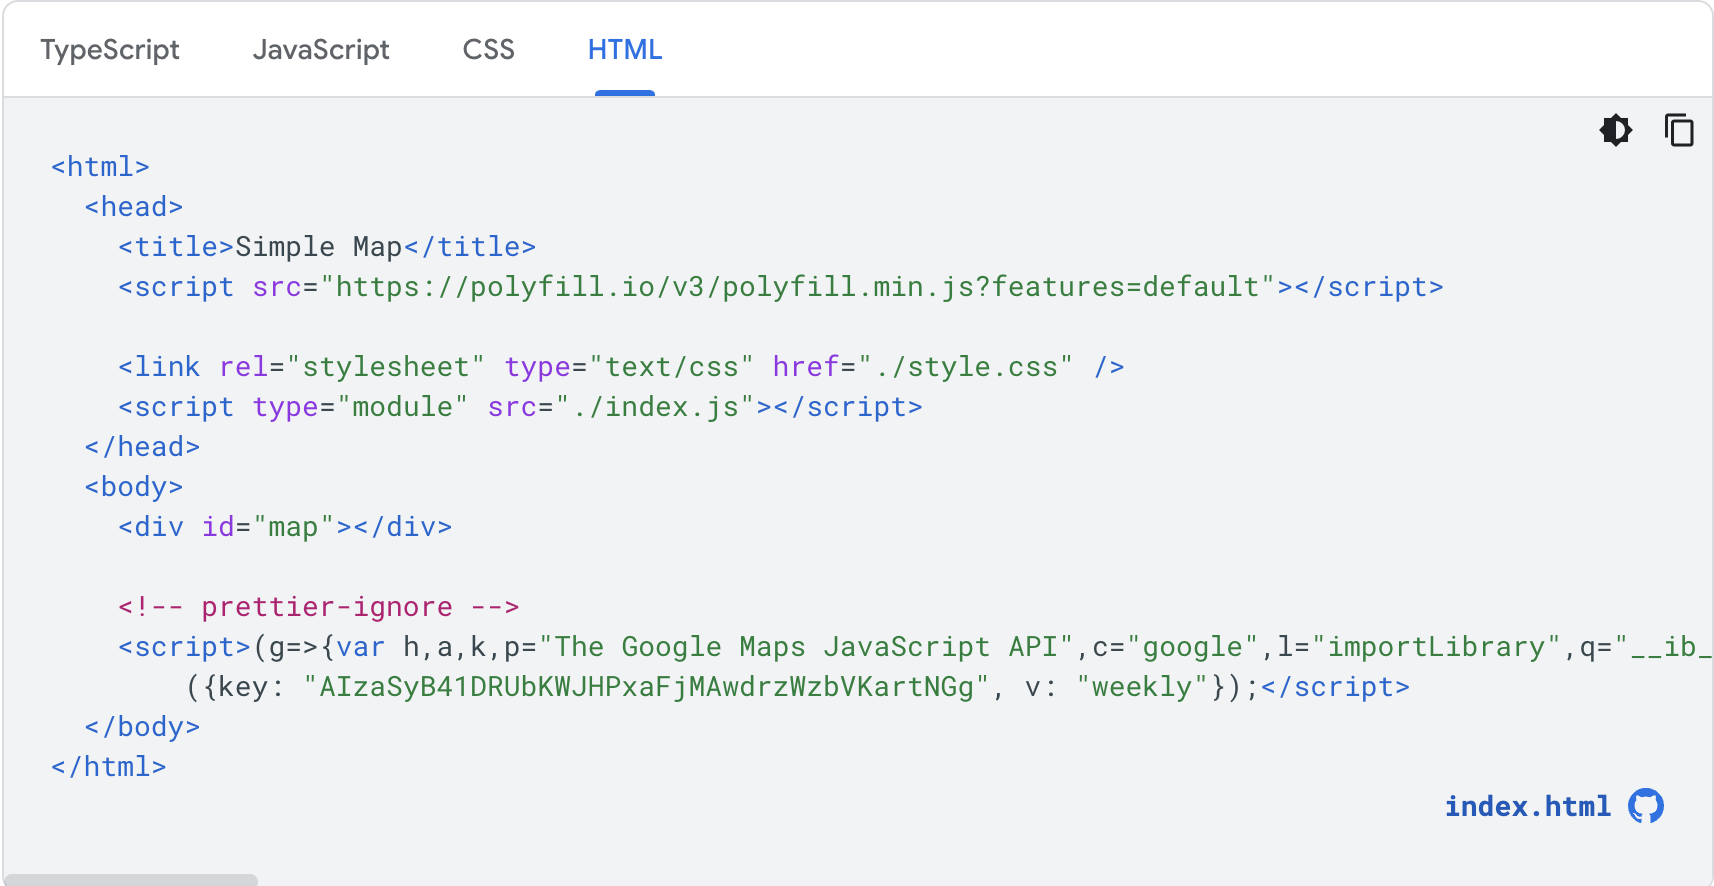 TypeScript JavaScript CSS HTML
<html>
  <head>
    <title>Simple Map</title>
    <script src="https://polyfill.io/v3/polyfill.min.js?features=default"></script>

    <link rel="stylesheet" type="text/css" href="./style.css" />
    <script type="module" src="./index.js"></script>
  </head>
  <body>
    <div id="map"></div>

    <!-- prettier-ignore -->
    <script>(g=>{var h,a,k,p="The Google Maps JavaScript API",c="google",l="importLibrary",q="__ib_
        ({key: "AIzaSyB41DRUbKWJHPxaFjMAwdrzWzbVKartNGg", v: "weekly"});</script>
  </body>
</html>
index.html